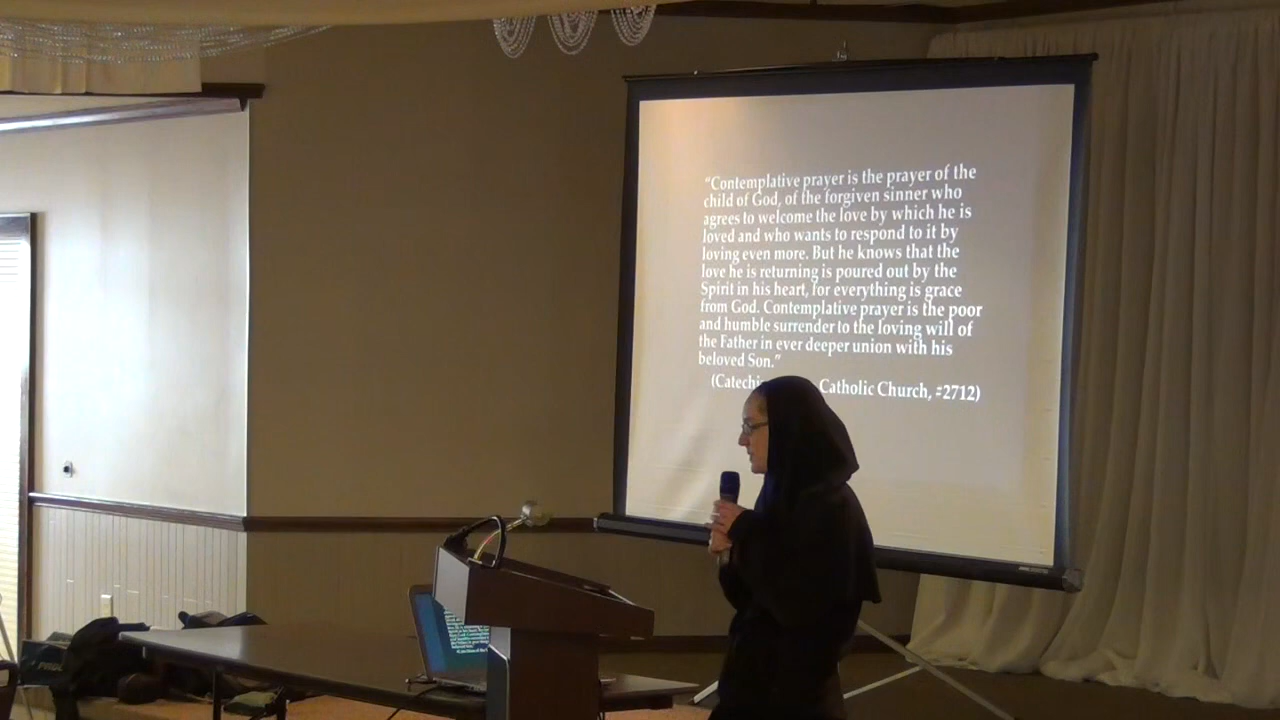 “Contemplative prayer is the prayer of the
child of God, of the forgiven sinner who
agrees to welcome the love by which he is
loved and who wants to respond to it by
loving even more. But he knows that the
love he is returning is poured out by the
Spirit in his heart, for everything is grace
from God. Contemplative prayer is the poor
and humble surrender to the loving will of
the Father in ever deeper union with his
beloved Son.”
(Catechi Catholic Church, #2712)